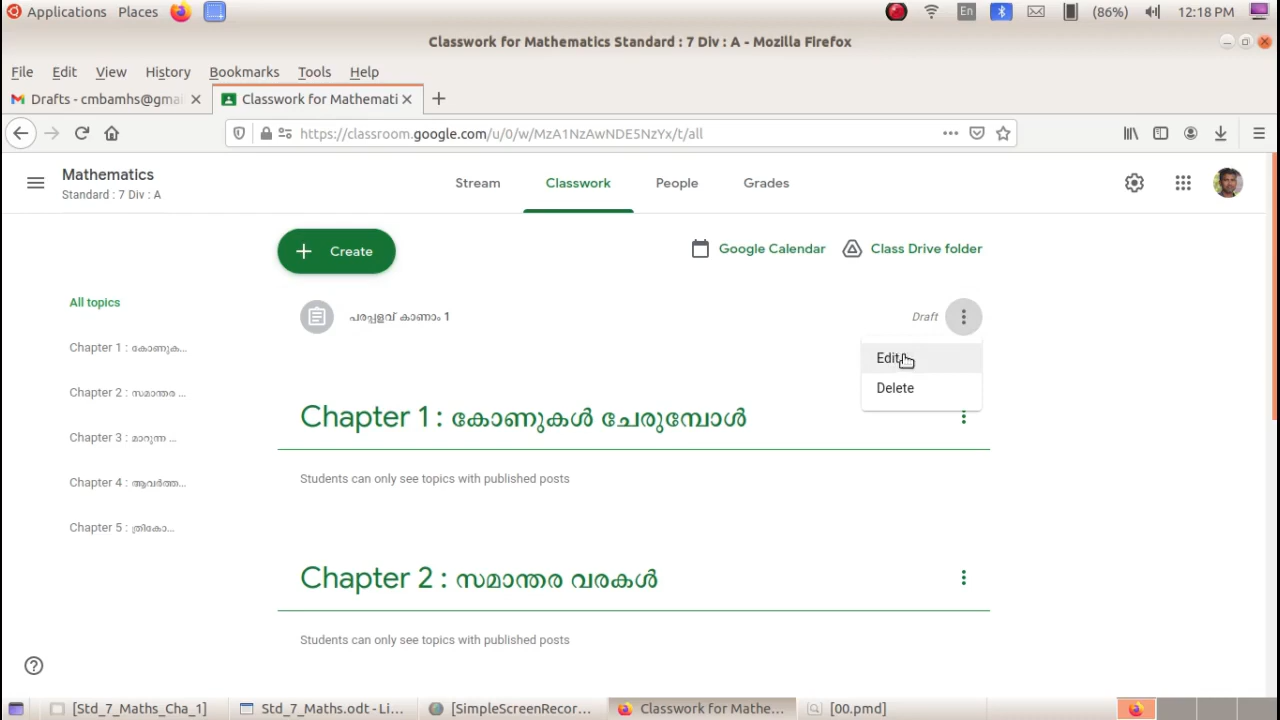 Applications Places En (86%) 12:18 PM
Classwork for Mathematics Standard : 7 Div : A - Mozilla Firefox
File Edit View History Bookmarks Tools Help
Drafts - cmbamhs@gmai Classwork for Mathemati
https://classroom.google.com/u/0/w/MzA1NzAwNDE5NzYx/t/all
Mathematics
Standard : 7 Div : A
Stream Classwork People Grades
Create
Google Calendar Class Drive folder
All topics
പരപ്പളവ് കാണാം 1 Draft
Chapter 1 : കോണുക...
Edit
Delete
Chapter 2 : സമാന്തര ...
Chapter 1 : കോണുകൾ ചേരുമ്പോൾ
Chapter 3 : മാറുന്ന ...
Students can only see topics with published posts
Chapter 4 : ആവർത്ത...
Chapter 5 : ത്രികോ...
Chapter 2 : സമാന്തര വരകൾ
Students can only see topics with published posts
[Std_7_Maths_Cha_1] Std_7_Maths.odt - Li... [SimpleScreenRecor... Classwork for Mathe... [00.pmd]